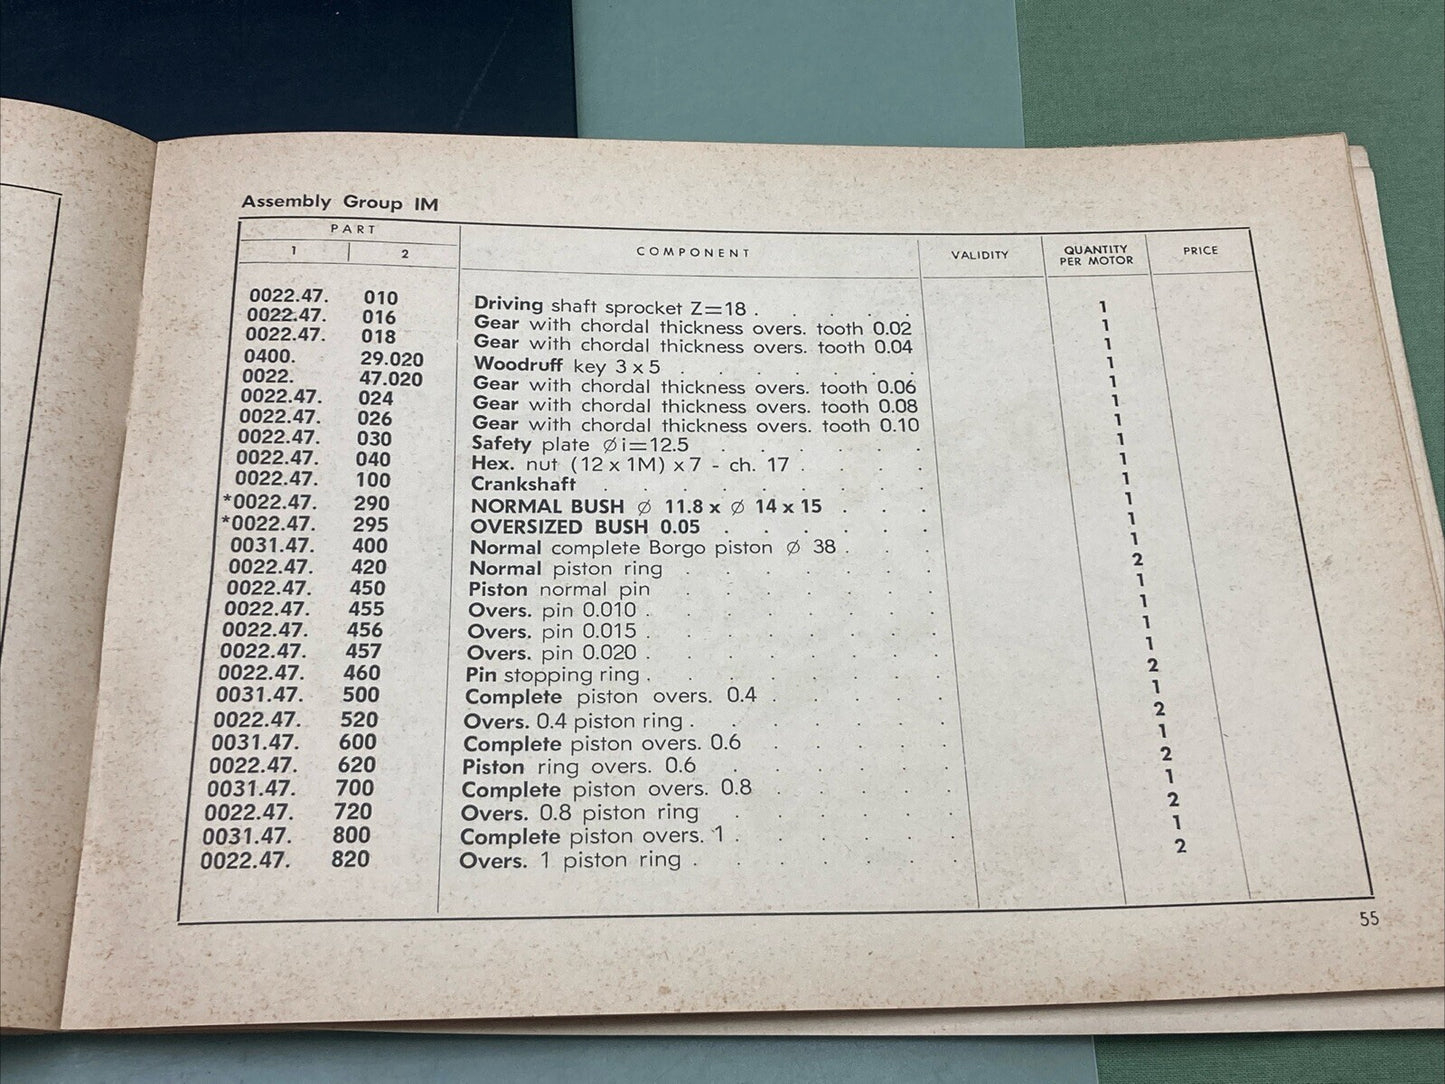 Assembly Group IM
PART COMPONENT VALIDITY QUANTITY PER MOTOR PRICE
1 2
0022.47. 010 Driving shaft sprocket Z=18 . . . . . 1
0022.47. 016 Gear with chordal thickness overs. tooth 0.02 1
0022.47. 018 Gear with chordal thickness overs. tooth 0.04 1
0400. 29.020 Woodruff key 3 x 5 . . . . . . . 1
0022. 47.020 Gear with chordal thickness overs. tooth 0.06 1
0022.47. 024 Gear with chordal thickness overs. tooth 0.08 1
0022.47. 026 Gear with chordal thickness overs. tooth 0.10 1
0022.47. 030 Safety plate ∅ i=12.5 . . . . . . 1
0022.47. 040 Hex. nut (12 x 1M) x 7 - ch. 17 . . . . 1
0022.47. 100 Crankshaft . . . . . . . . . 1
*0022.47. 290 NORMAL BUSH ∅ 11.8 x ∅ 14 x 15 . . . 1
*0022.47. 295 OVERSIZED BUSH 0.05 . . . . . . 1
0031.47. 400 Normal complete Borgo piston ∅ 38 . . . 1
0022.47. 420 Normal piston ring . . . . . . . 2
0022.47. 450 Piston normal pin . . . . . . . 1
0022.47. 455 Overs. pin 0.010 . . . . . . . . 1
0022.47. 456 Overs. pin 0.015 . . . . . . . . 1
0022.47. 457 Overs. pin 0.020 . . . . . . . . 1
0022.47. 460 Pin stopping ring . . . . . . . . 2
0031.47. 500 Complete piston overs. 0.4 . . . . . 1
0022.47. 520 Overs. 0.4 piston ring . . . . . . . 2
0031.47. 600 Complete piston overs. 0.6 . . . . . 1
0022.47. 620 Piston ring overs. 0.6 . . . . . . 2
0031.47. 700 Complete piston overs. 0.8 . . . . . 1
0022.47. 720 Overs. 0.8 piston ring . . . . . . 2
0031.47. 800 Complete piston overs. 1 . . . . . . 1
0022.47. 820 Overs. 1 piston ring . . . . . . . 2
55